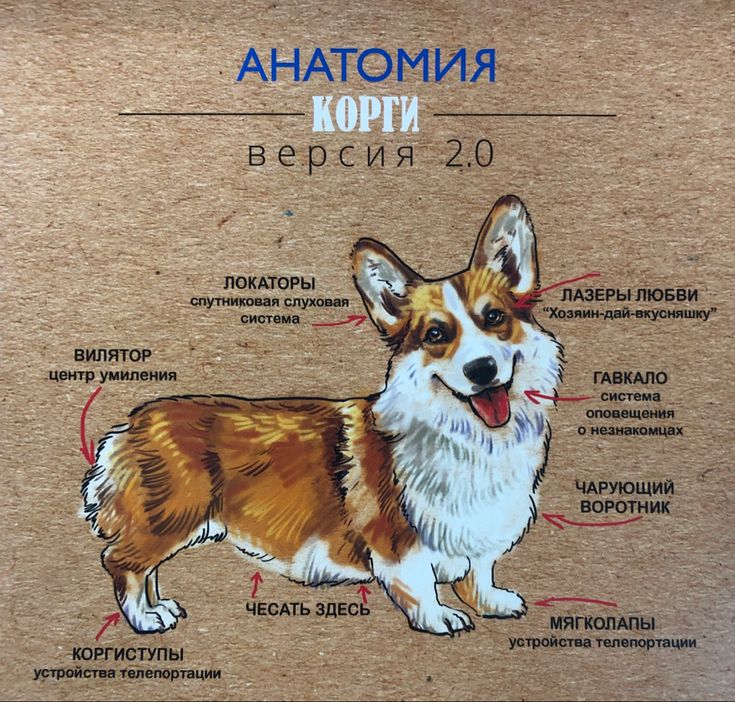 АНАТОМИЯ
КОРГИ
версия 2.0
ЛОКАТОРЫ
спутниковая слуховая
система
ЛАЗЕРЫ ЛЮБВИ
“Хозяин-дай-вкусняшку”
ВИЛЯТОР
центр умиления
ГАВКАЛО
система
оповещения
о незнакомцах
ЧАРУЮЩИЙ
ВОРОТНИК
ЧЕСАТЬ ЗДЕСЬ
МЯГКОЛАПЫ
устройства телепортации
КОРГИСТУПЫ
устройства телепортации